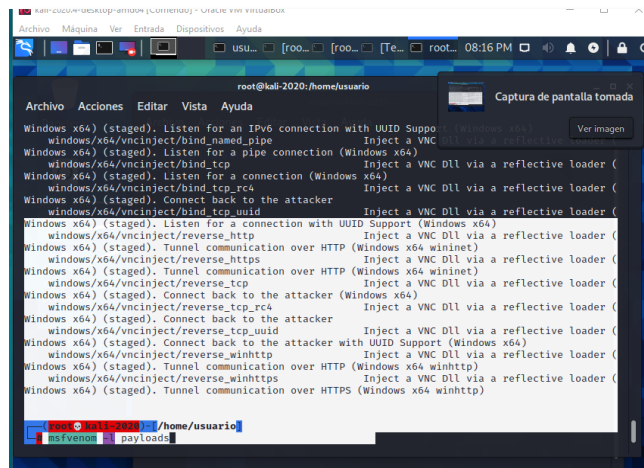 kali-2020.4-desktop-amd64 [Corriendo] - Oracle VM VirtualBox
Archivo Máquina Ver Entrada Dispositivos Ayuda
usu... [roo... [roo... [Te... root... 08:16 PM
root@kali-2020:/home/usuario
Captura de pantalla tomada
Ver imagen
Archivo Acciones Editar Vista Ayuda
Windows x64) (staged). Listen for an IPv6 connection with UUID Support (Windows x64)
windows/x64/vncinject/bind_named_pipe Inject a VNC Dll via a reflective loader (
Windows x64) (staged). Listen for a pipe connection (Windows x64)
windows/x64/vncinject/bind_tcp Inject a VNC Dll via a reflective loader (
Windows x64) (staged). Listen for a connection (Windows x64)
windows/x64/vncinject/bind_tcp_rc4 Inject a VNC Dll via a reflective loader (
Windows x64) (staged). Connect back to the attacker
windows/x64/vncinject/bind_tcp_uuid Inject a VNC Dll via a reflective loader (
Windows x64) (staged). Listen for a connection with UUID Support (Windows x64)
windows/x64/vncinject/reverse_http Inject a VNC Dll via a reflective loader (
Windows x64) (staged). Tunnel communication over HTTP (Windows x64 wininet)
windows/x64/vncinject/reverse_https Inject a VNC Dll via a reflective loader (
Windows x64) (staged). Tunnel communication over HTTP (Windows x64 wininet)
windows/x64/vncinject/reverse_tcp Inject a VNC Dll via a reflective loader (
Windows x64) (staged). Connect back to the attacker (Windows x64)
windows/x64/vncinject/reverse_tcp_rc4 Inject a VNC Dll via a reflective loader (
Windows x64) (staged). Connect back to the attacker
windows/x64/vncinject/reverse_tcp_uuid Inject a VNC Dll via a reflective loader (
Windows x64) (staged). Connect back to the attacker with UUID Support (Windows x64)
windows/x64/vncinject/reverse_winhttp Inject a VNC Dll via a reflective loader (
Windows x64) (staged). Tunnel communication over HTTP (Windows x64 winhttp)
windows/x64/vncinject/reverse_winhttps Inject a VNC Dll via a reflective loader (
Windows x64) (staged). Tunnel communication over HTTPS (Windows x64 winhttp)
(root💀kali-2020)-[/home/usuario]
# msfvenom -l payloads